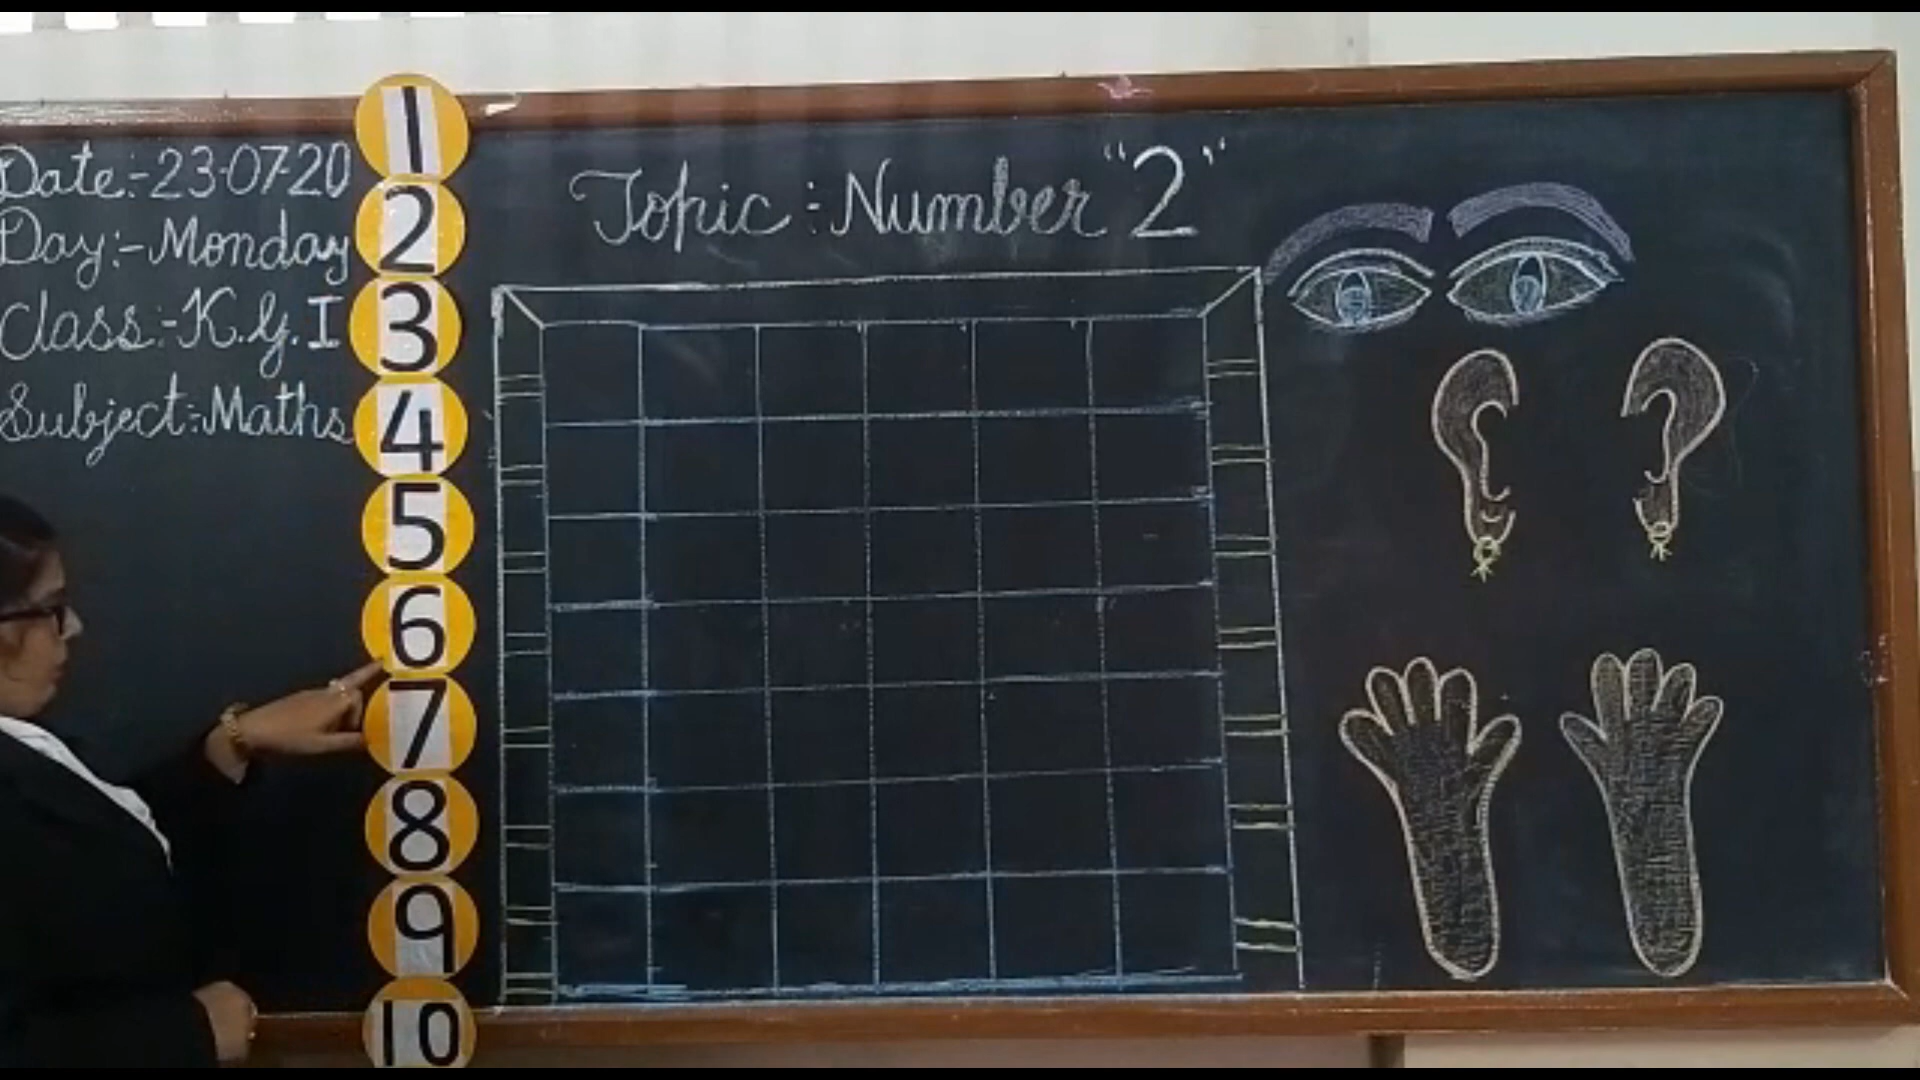 Date:-23-07-20
Day:-Monday
Class:-K.G.I
Subject:-Maths
1
2
3
4
5
6
7
8
9
10
Topic:-Number "2"